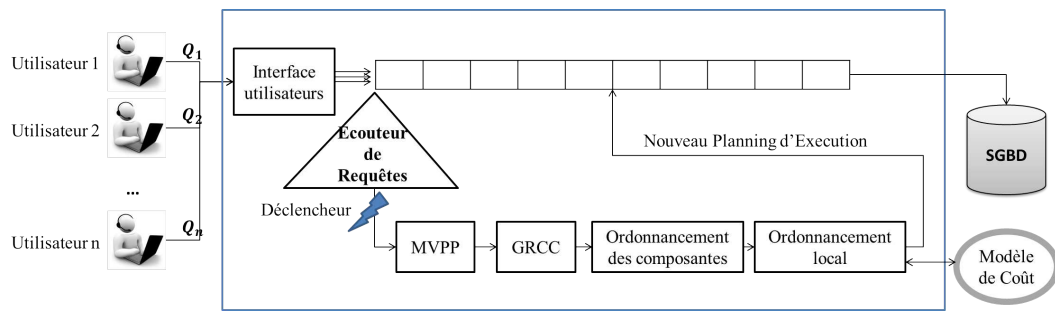 Utilisateur 1
Q1
Interface
utilisateurs
Utilisateur 2
Q2
Ecouteur
de
Requêtes
Nouveau Planning d’Execution
SGBD
...
Déclencheur
Utilisateur n
Qn
MVPP
GRCC
Ordonnancement
des composantes
Ordonnancement
local
Modèle
de Coût